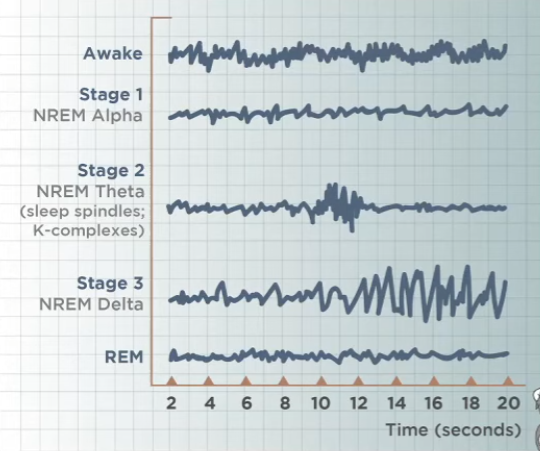 Awake
Stage 1
NREM Alpha
Stage 2
NREM Theta
(sleep spindles;
K-complexes)
Stage 3
NREM Delta
REM
2 4 6 8 10 12 14 16 18 20
Time (seconds)